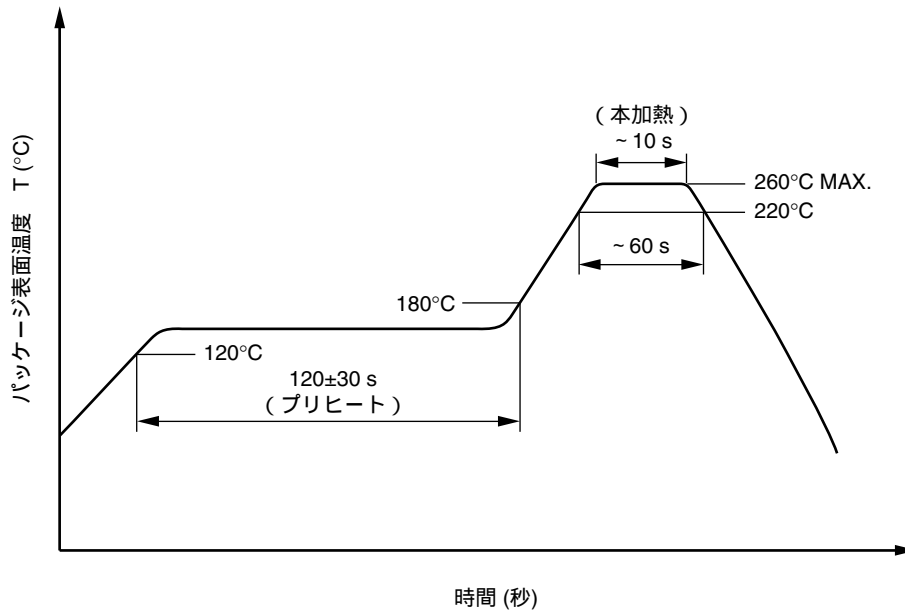 パッケージ表面温度 T (°C)
(本加熱)
~ 10 s
260°C MAX.
220°C
~ 60 s
180°C
120°C
120±30 s
(プリヒート)
時間 (秒)